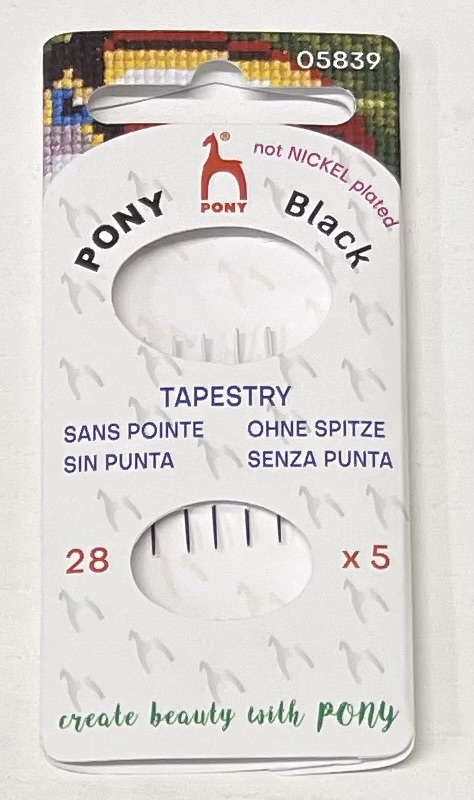 05839
not NICKEL plated
®
PONY
PONY Black
TAPESTRY
SANS POINTE OHNE SPITZE
SIN PUNTA SENZA PUNTA
28 x 5
create beauty with PONY